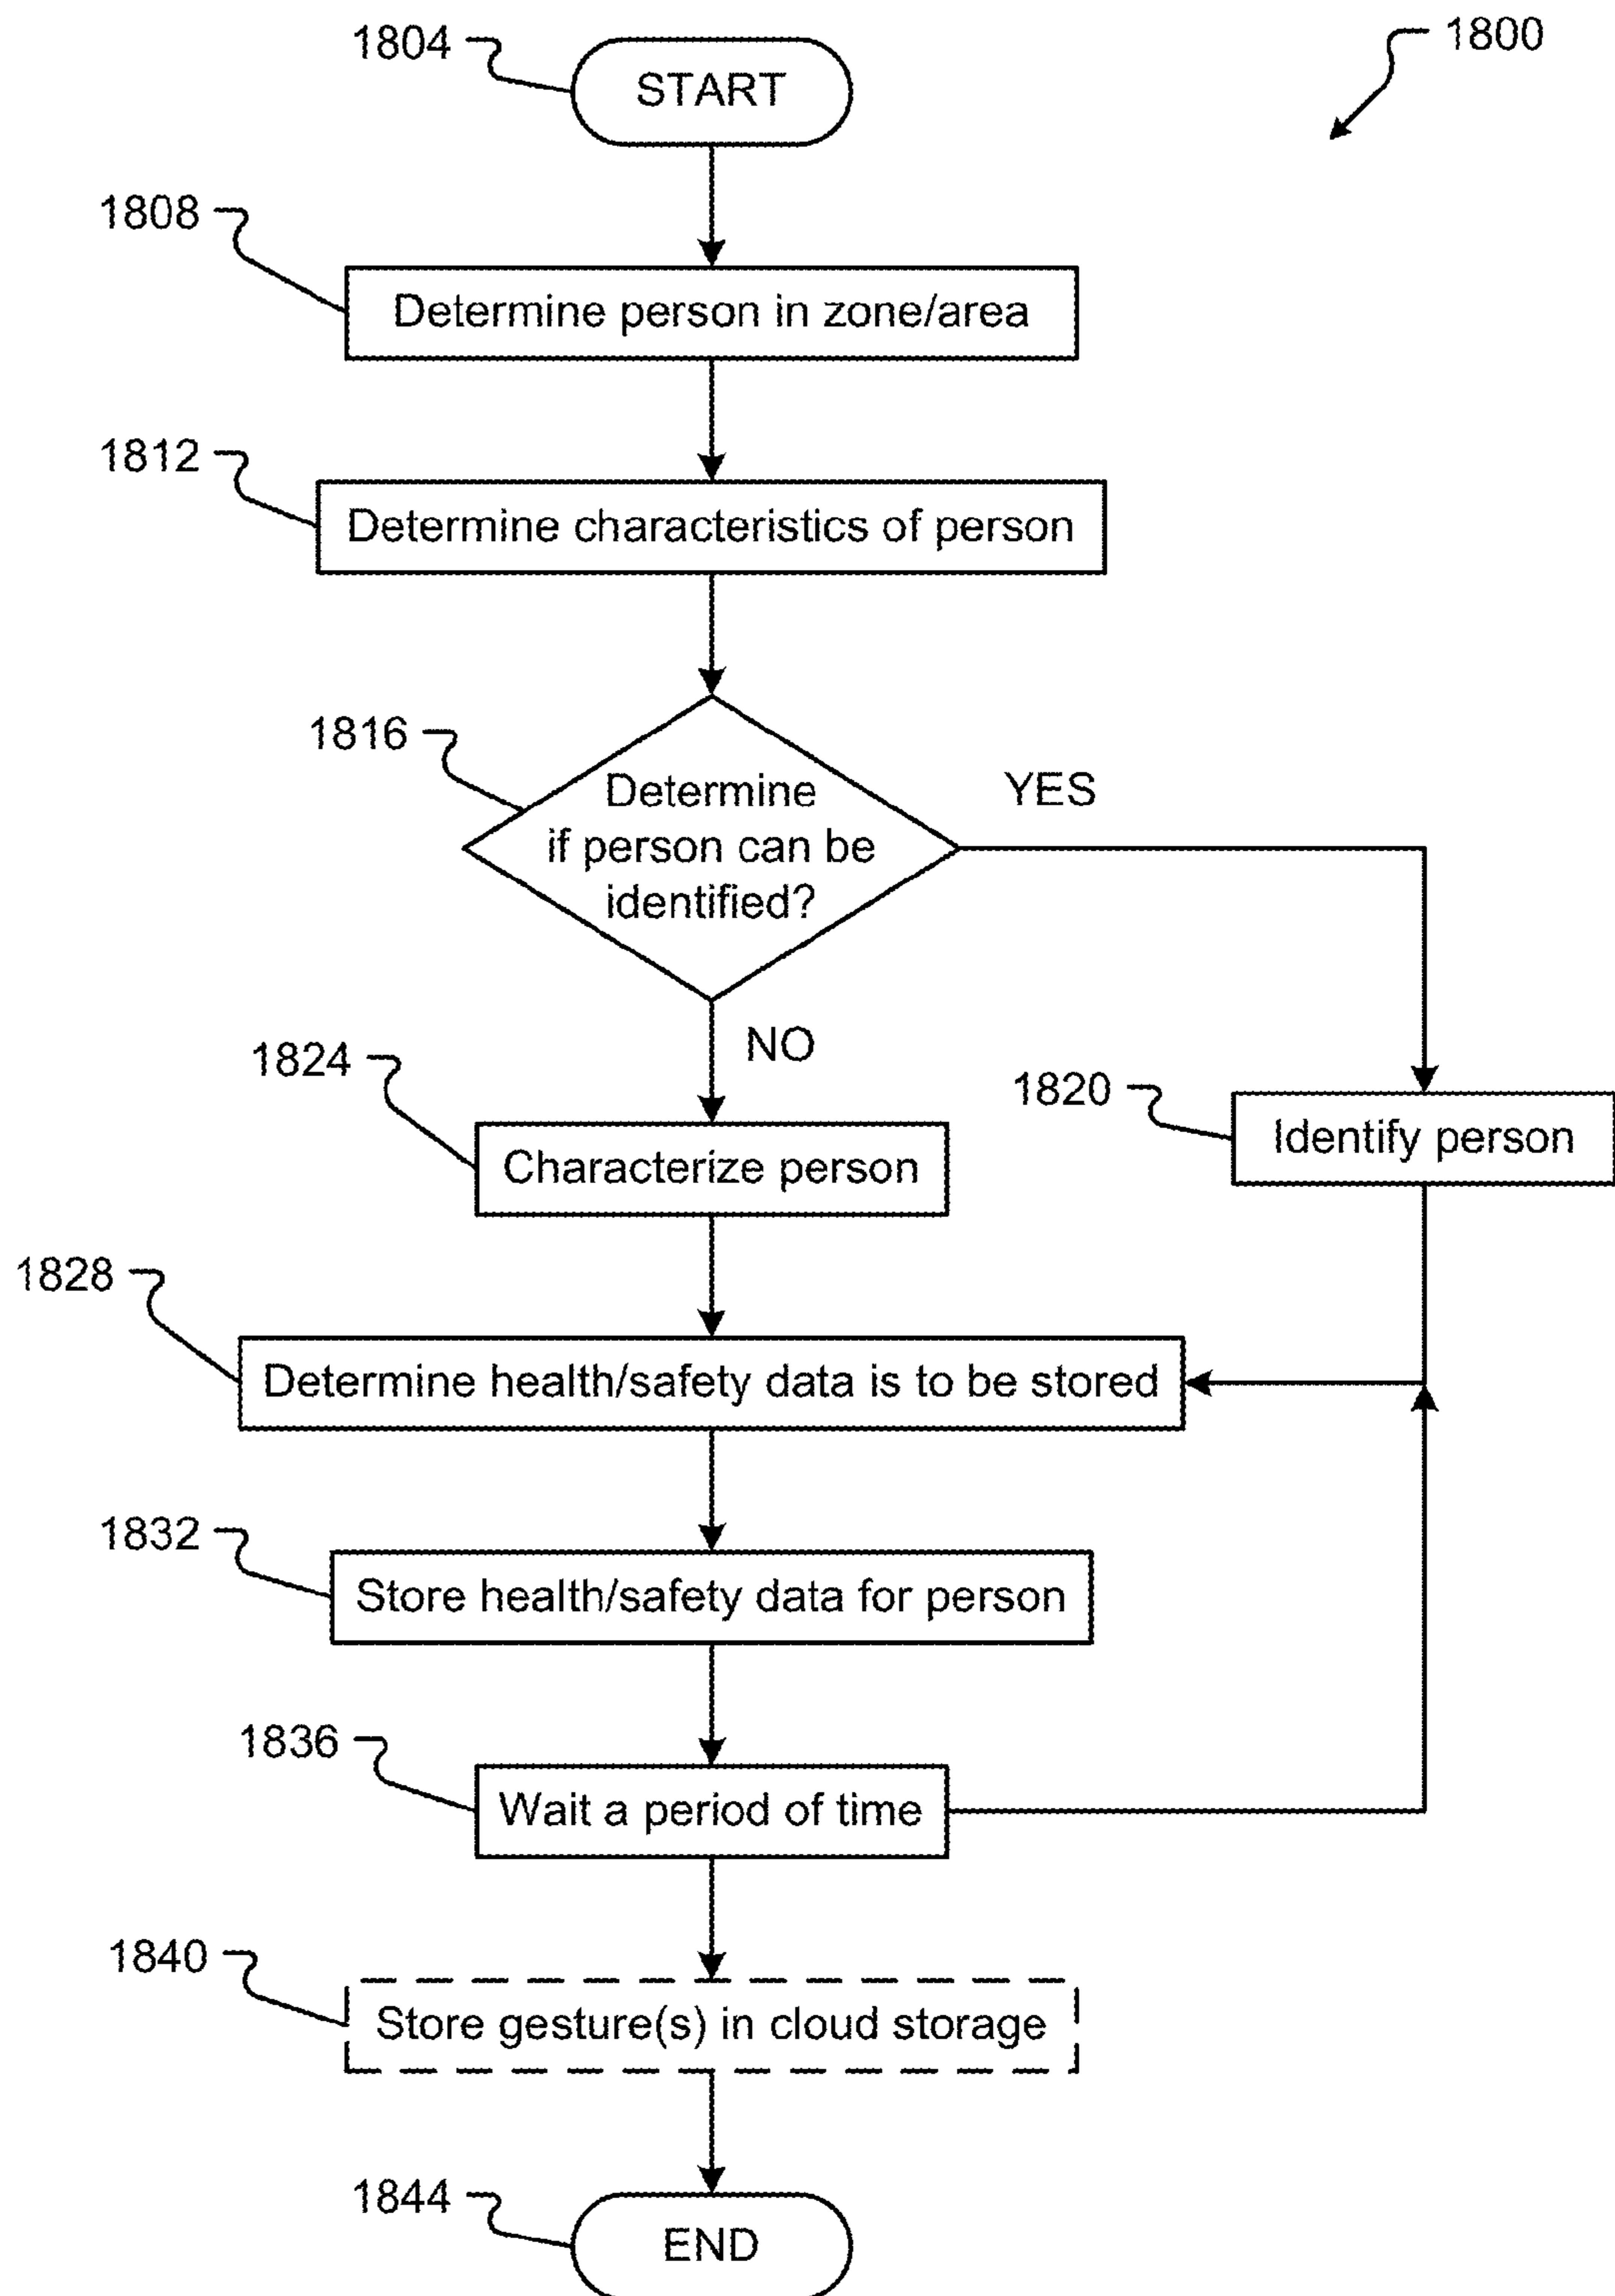 1804
START
1800
1808
Determine person in zone/area
1812
Determine characteristics of person
1816
Determine
if person can be
identified?
YES
NO
1824
Characterize person
1820
Identify person
1828
Determine health/safety data is to be stored
1832
Store health/safety data for person
1836
Wait a period of time
1840
Store gesture(s) in cloud storage
1844
END